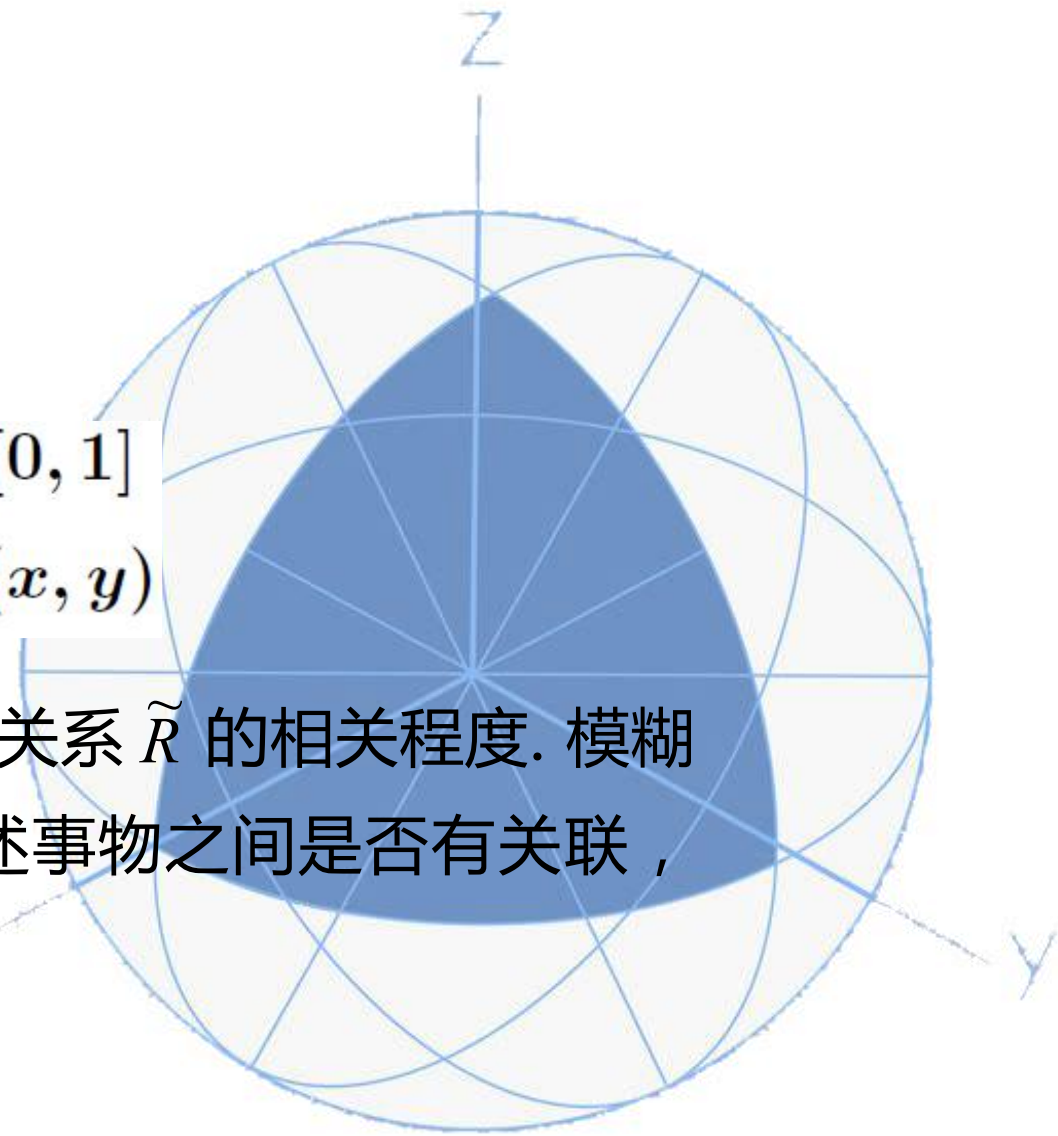 Z
[0, 1]
(x, y)
关系 R̃ 的相关程度. 模糊
述事物之间是否有关联，
Y